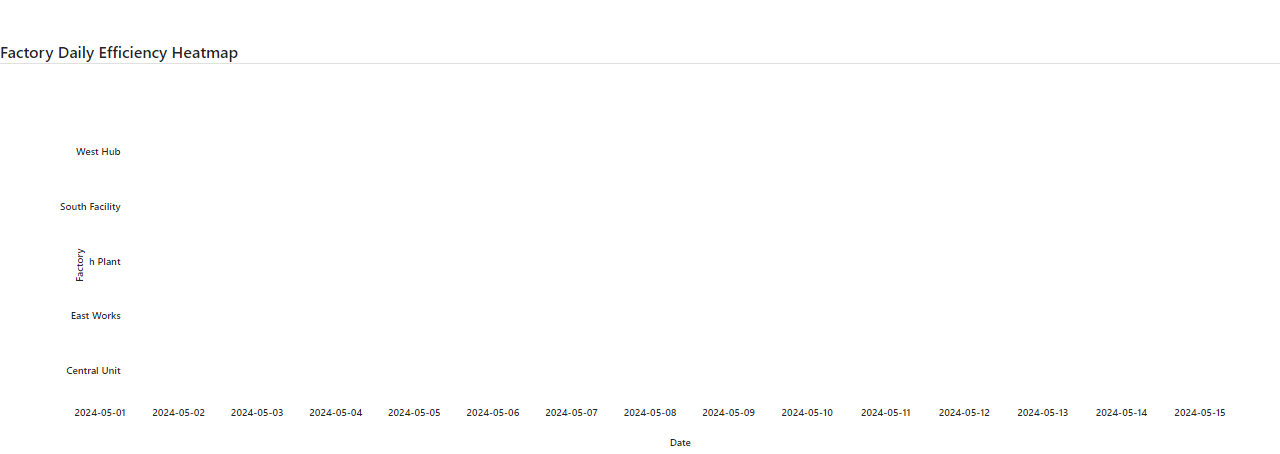 Factory Daily Efficiency Heatmap
West Hub
South Facility
Factory
h Plant
East Works
Central Unit
2024-05-01 2024-05-02 2024-05-03 2024-05-04 2024-05-05 2024-05-06 2024-05-07 2024-05-08 2024-05-09 2024-05-10 2024-05-11 2024-05-12 2024-05-13 2024-05-14 2024-05-15
Date